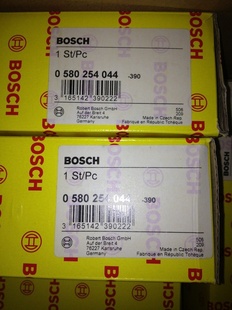 BOSCH
BOSCH
1 St/Pc
0 580 254 044
-390
3 165142 390222
Robert Bosch GmbH
Auf der Breit 4
76227 Karlsruhe
Germany
Made in Czech Rep.
Fabriqué en République Tchèque
BOSCH
BOSCH
1 St/Pc
0 580 254 044
-390
3 165142 390222
Robert Bosch GmbH
Auf der Breit 4
76227 Karlsruhe
Germany
Made in Czech Rep.
Fabriqué en République Tchèque
BOSCH